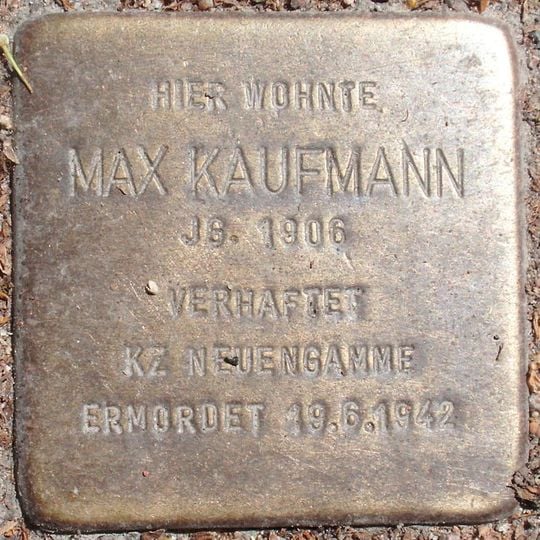 HIER WOHNTE
MAX KAUFMANN
JG. 1906
VERHAFTET
KZ NEUENGAMME
ERMORDET 19.6.1942